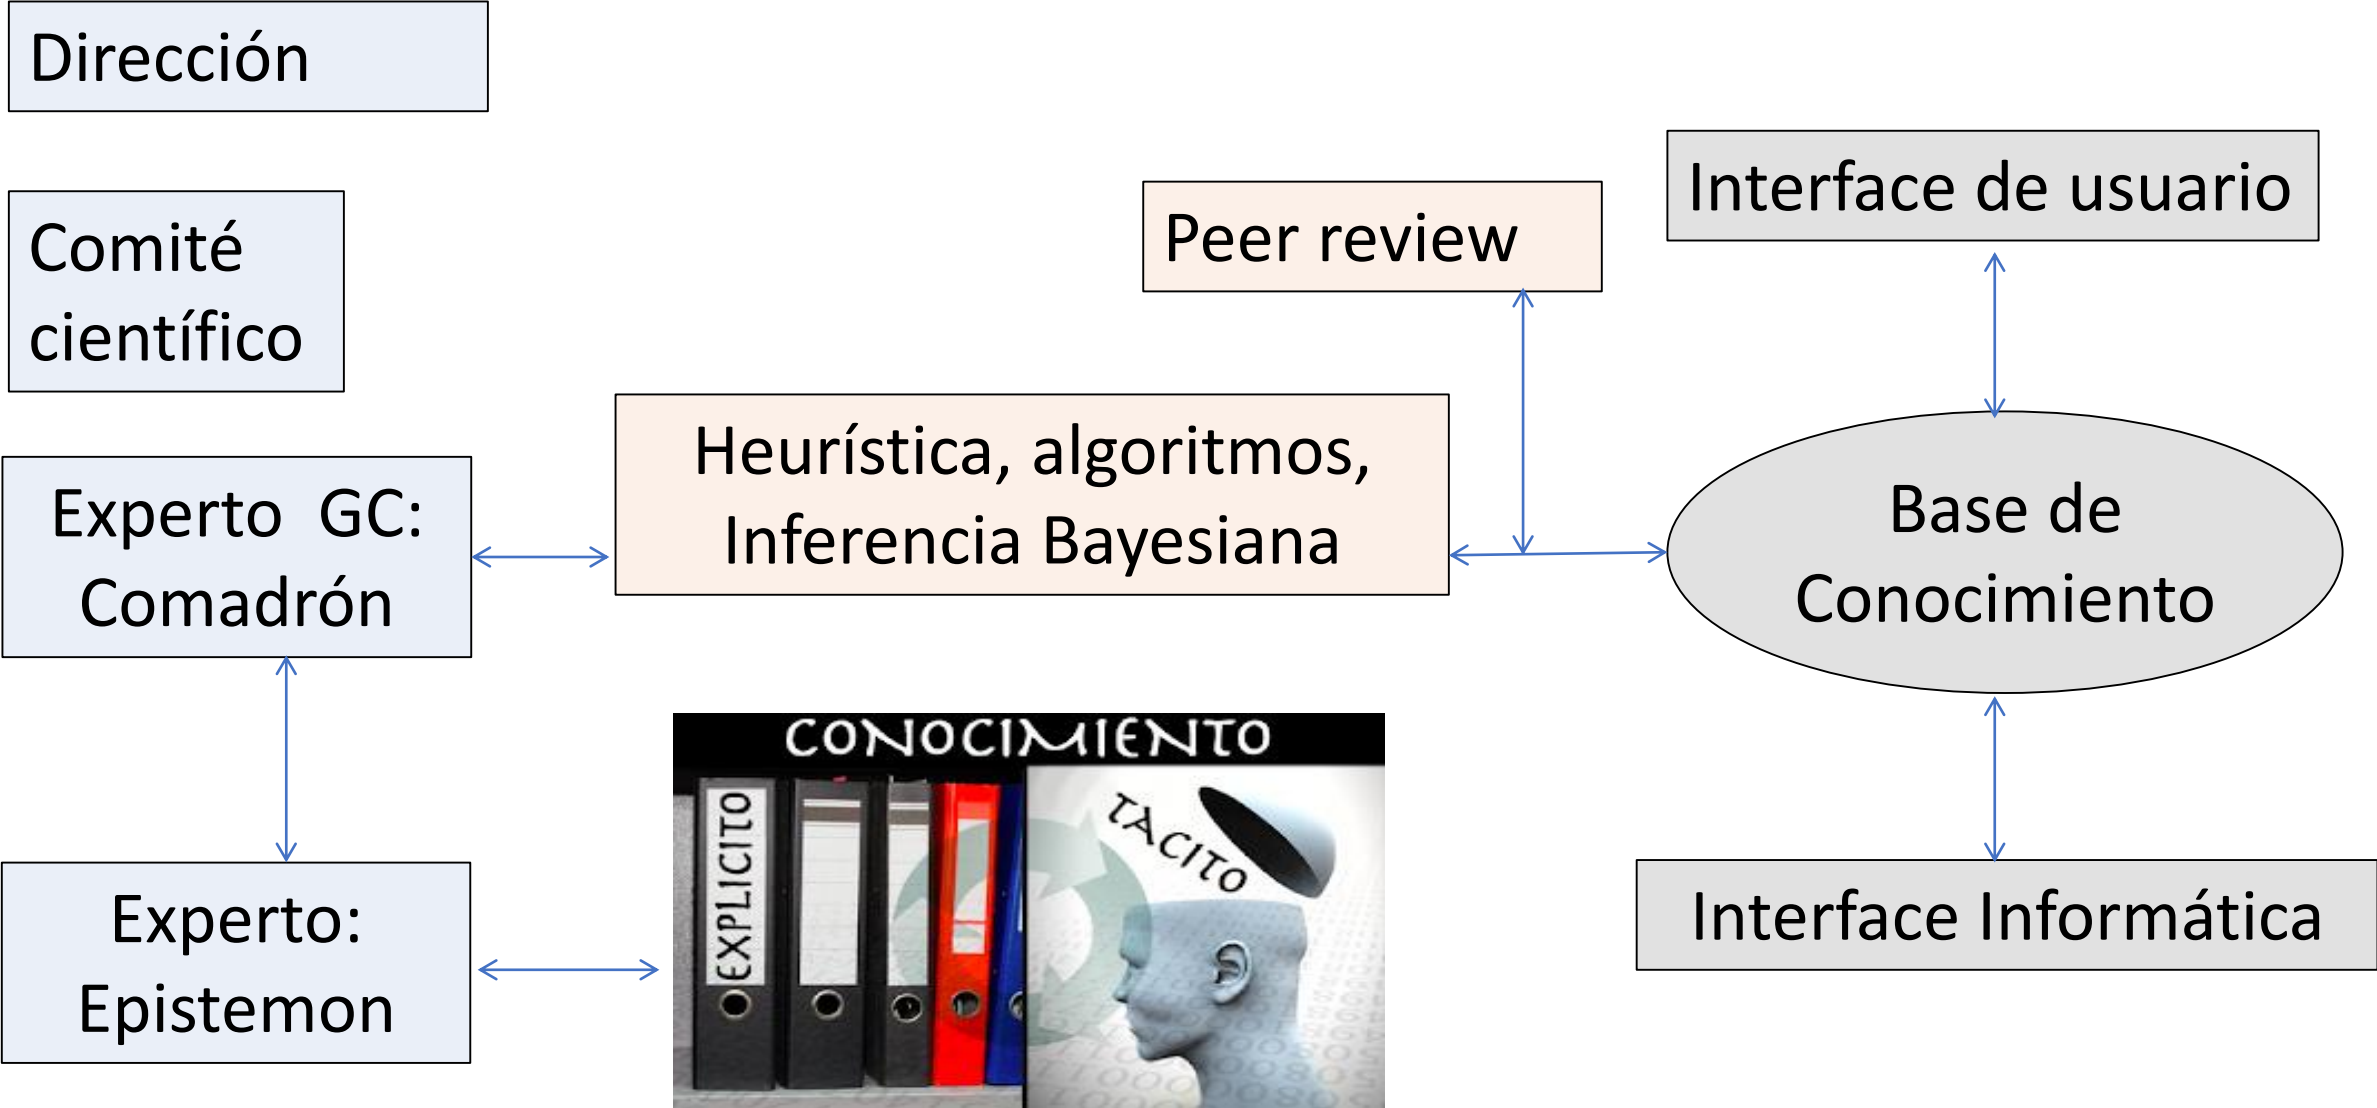 Dirección
Comité
científico
Peer review
Interface de usuario
Heurística, algoritmos,
Inferencia Bayesiana
Experto  GC:
Comadrón
Base de
Conocimiento
CONOCIMIENTO
EXPLICITO
TACITO
Experto:
Epistemon
Interface Informática